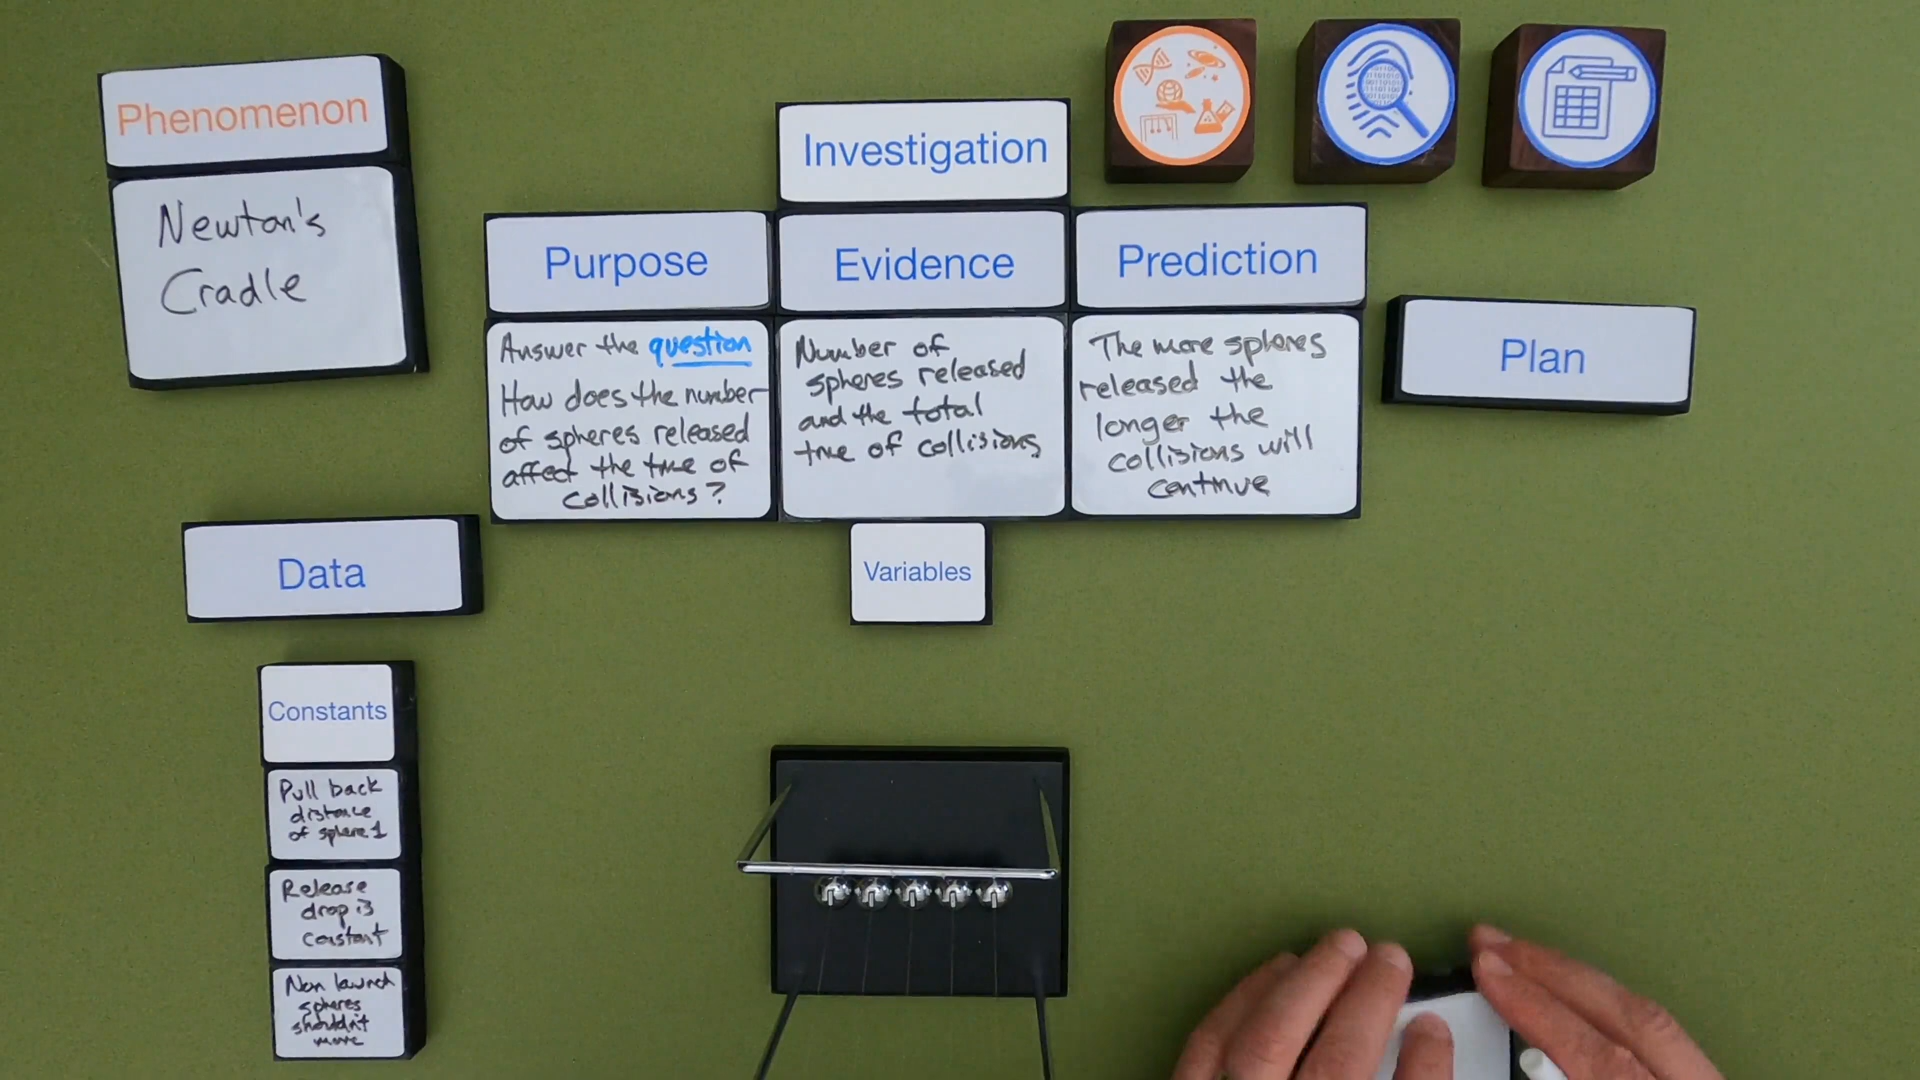 Phenomenon
Newton's
Cradle
Investigation
Purpose
Answer the question
How does the number
of spheres released
affect the time of
collisions?
Evidence
Number of
spheres released
and the total
time of collisions
Prediction
The more spheres
released the
longer the
collisions will
continue
Plan
Data
Variables
Constants
Pull back
distance
of sphere 1
Release
drop is
constant
Non launch
spheres
shouldn't
move